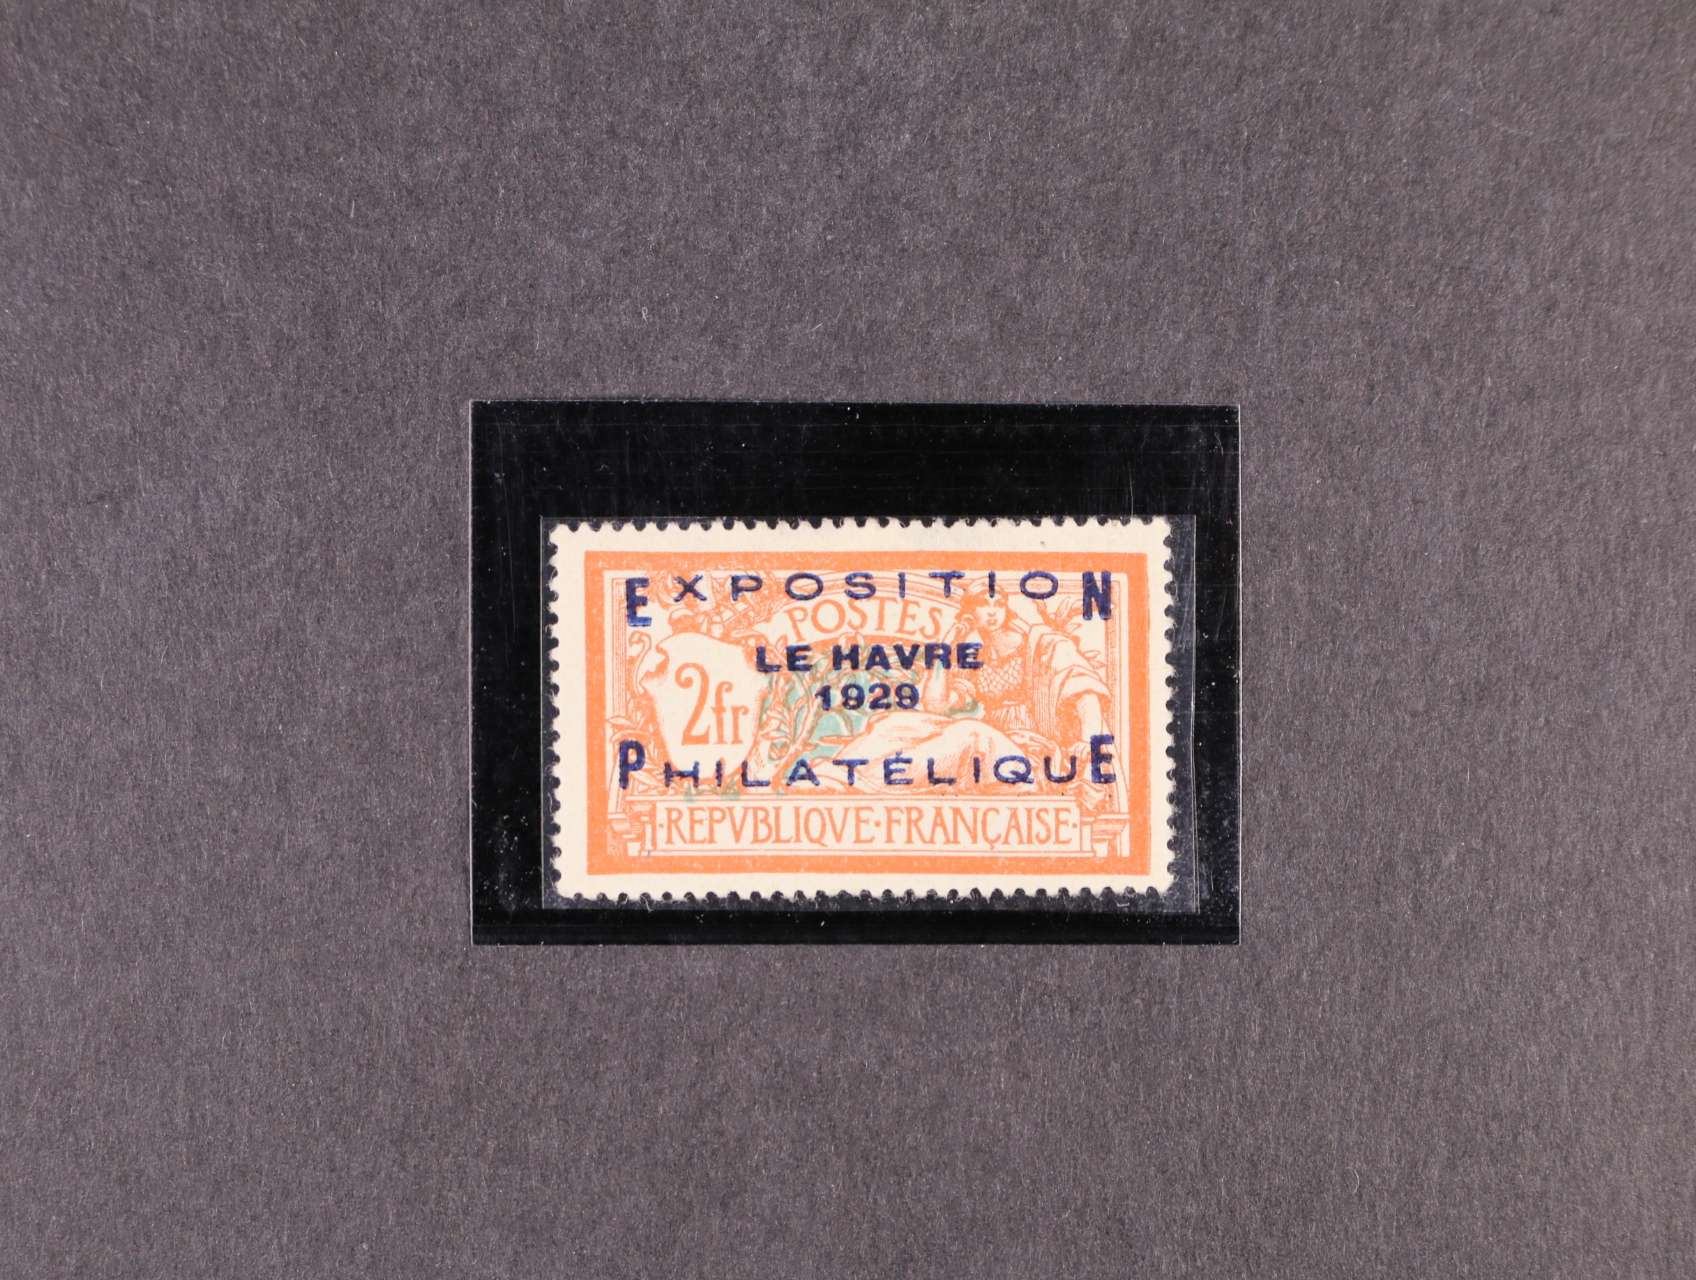 EXPOSITION
POSTES
LE HAVRE
1929
2fr
PHILATÉLIQUE
·REPVBLIQVE·FRANÇAISE·